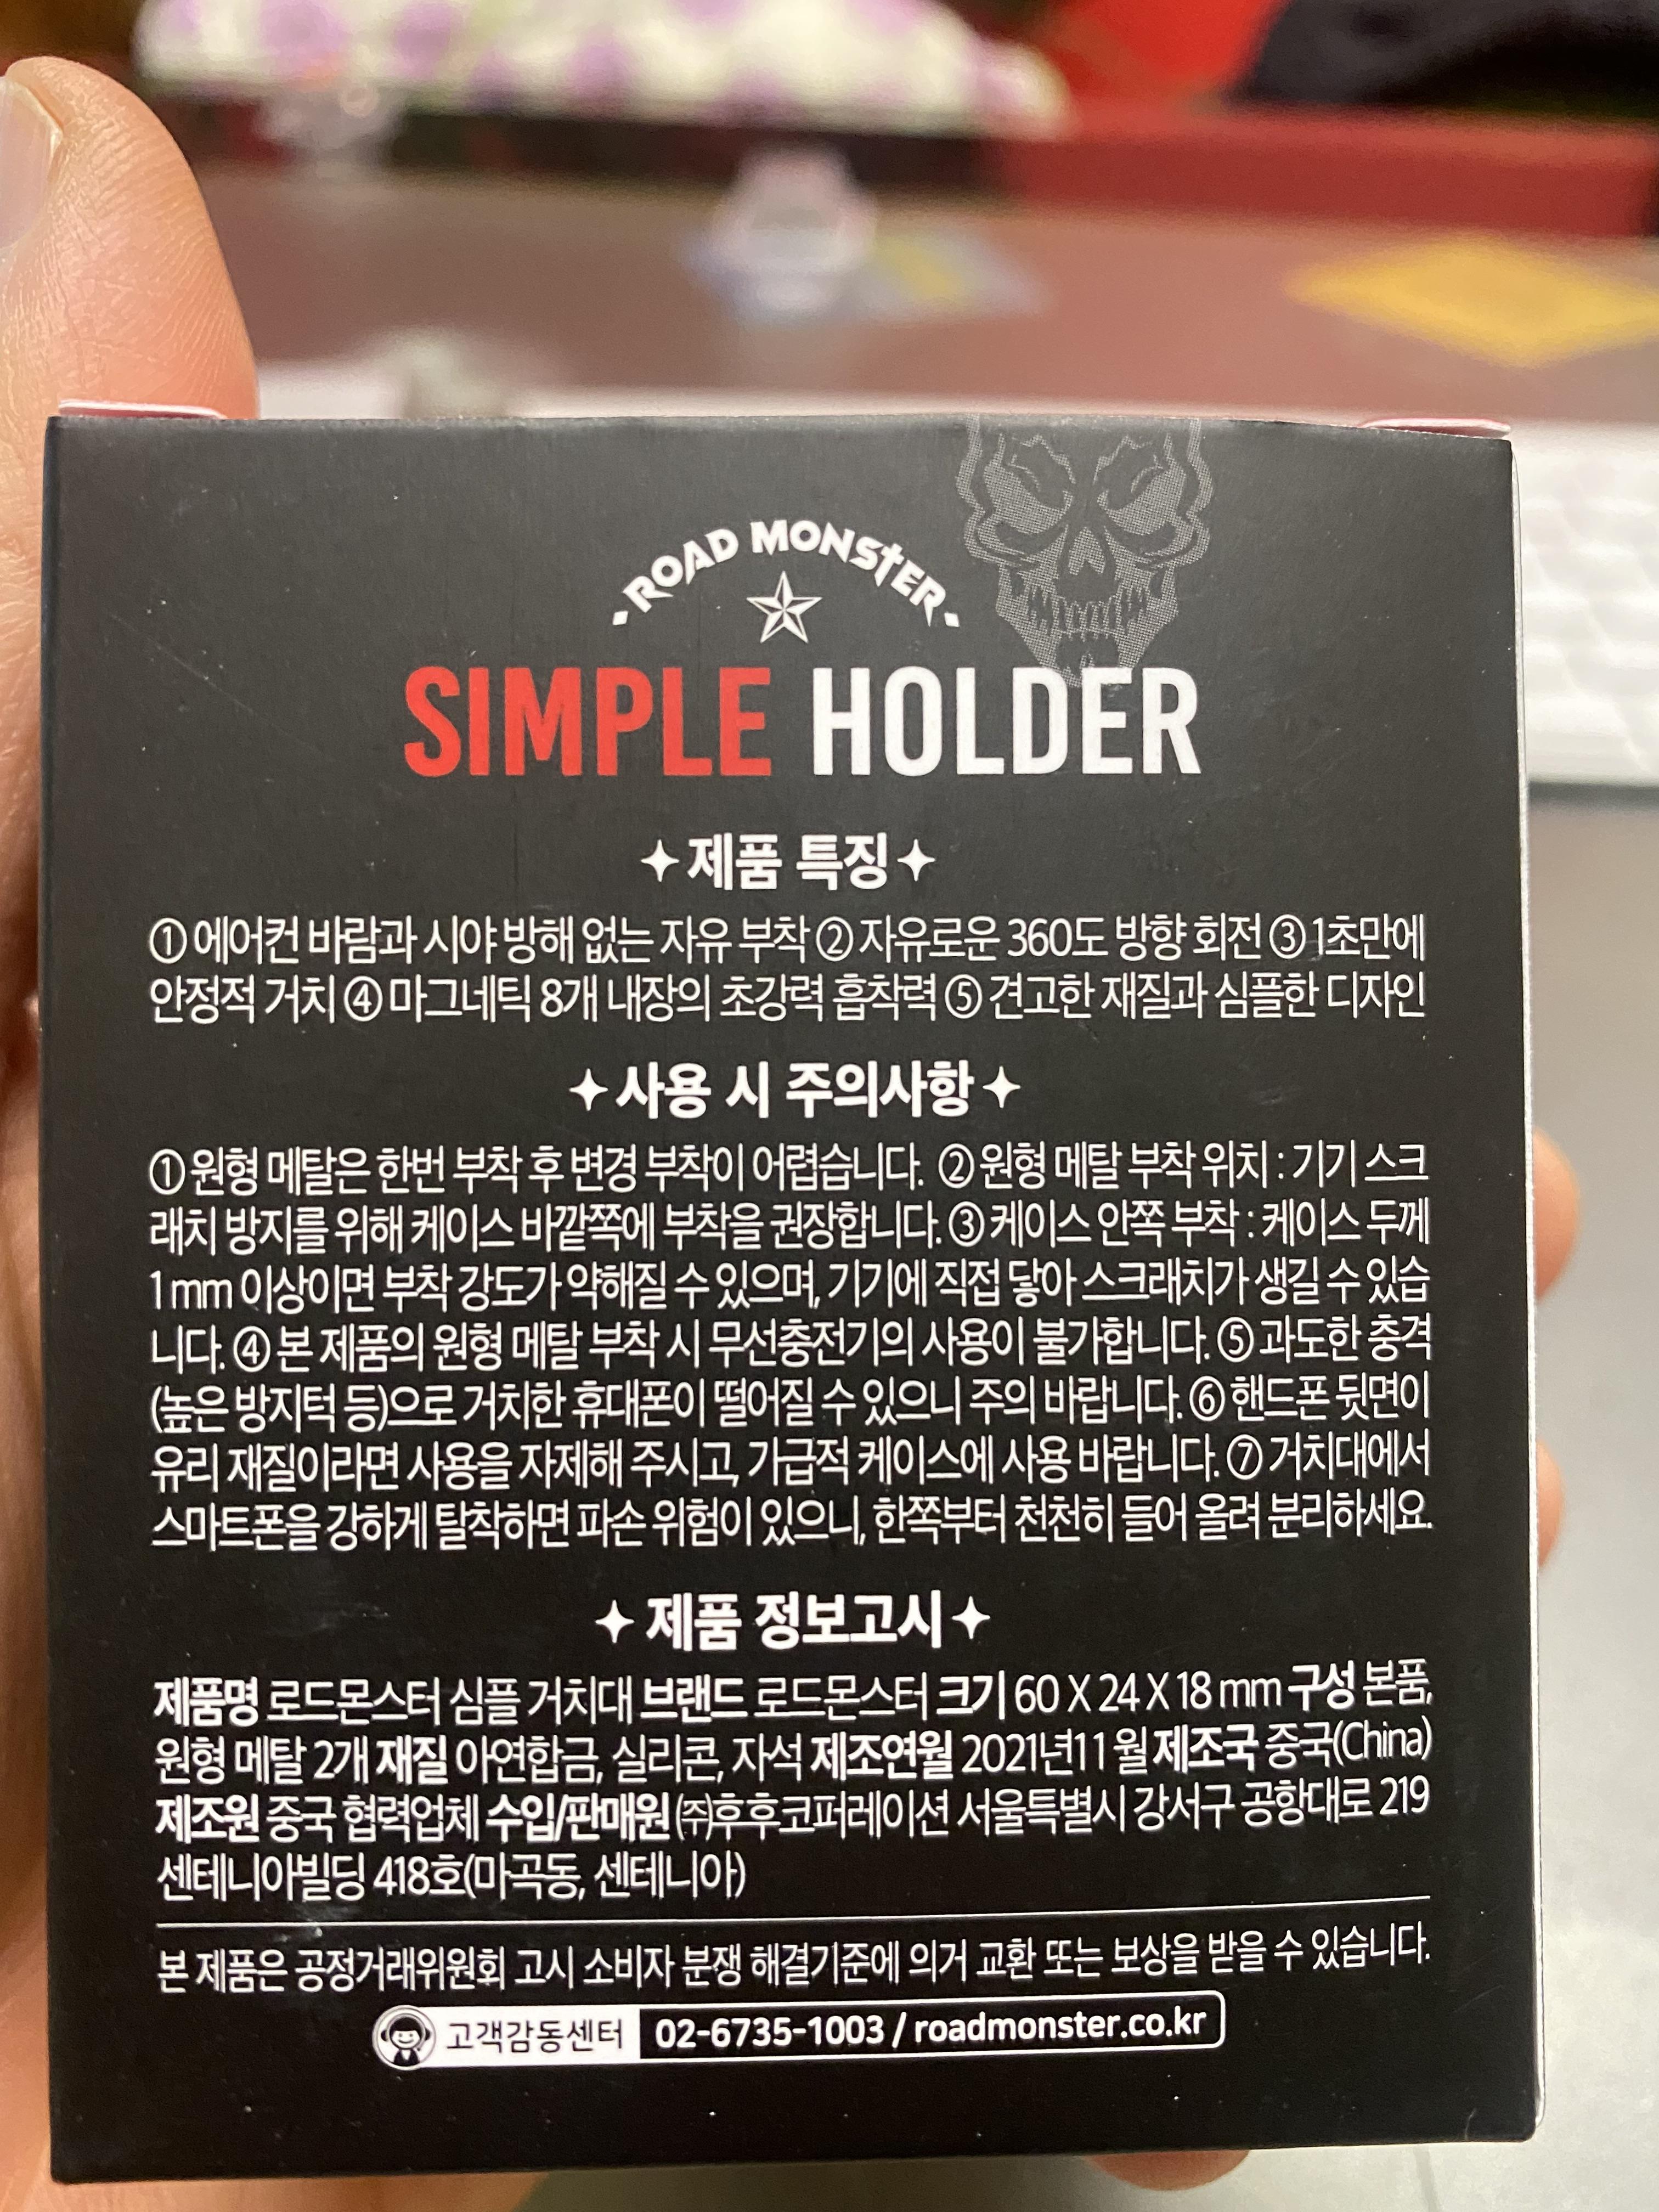 ·ROAD MONSTER·
SIMPLE HOLDER
제품 특징
① 에어컨 바람과 시야 방해 없는 자유 부착 ② 자유로운 360도 방향 회전 ③ 1초만에
안정적 거치 ④ 마그네틱 8개 내장의 초강력 흡착력 ⑤ 견고한 재질과 심플한 디자인
사용 시 주의사항
① 원형 메탈은 한번 부착 후 변경 부착이 어렵습니다. ② 원형 메탈 부착 위치 : 기기 스크
래치 방지를 위해 케이스 바깥쪽에 부착을 권장합니다. ③ 케이스 안쪽 부착 : 케이스 두께
1mm 이상이면 부착 강도가 약해질 수 있으며, 기기에 직접 닿아 스크래치가 생길 수 있습
니다. ④ 본 제품의 원형 메탈 부착 시 무선충전기의 사용이 불가합니다. ⑤ 과도한 충격
(높은 방지턱 등)으로 거치한 휴대폰이 떨어질 수 있으니 주의 바랍니다. ⑥ 핸드폰 뒷면이
유리 재질이라면 사용을 자제해 주시고, 가급적 케이스에 사용 바랍니다. ⑦ 거치대에서
스마트폰을 강하게 탈착하면 파손 위험이 있으니, 한쪽부터 천천히 들어 올려 분리하세요.
제품 정보고시
제품명 로드몬스터 심플 거치대 브랜드 로드몬스터 크기 60 X 24 X 18 mm 구성 본품,
원형 메탈 2개 재질 아연합금, 실리콘, 자석 제조연월 2021년11월 제조국 중국(China)
제조원 중국 협력업체 수입/판매원 ㈜후후코퍼레이션 서울특별시 강서구 공항대로 219
센테니아빌딩 418호(마곡동, 센테니아)
본 제품은 공정거래위원회 고시 소비자 분쟁 해결기준에 의거 교환 또는 보상을 받을 수 있습니다.
고객감동센터 02-6735-1003 / roadmonster.co.kr